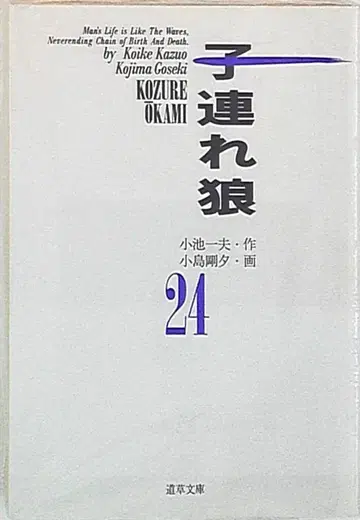 Man's Life is Like The Waves,
Neverending Chain of Birth And Death.
by Koike Kazuo
Kojima Goseki
KOZURE
ŌKAMI
子連れ狼
小池一夫・作
小島剛夕・画
24
道草文庫